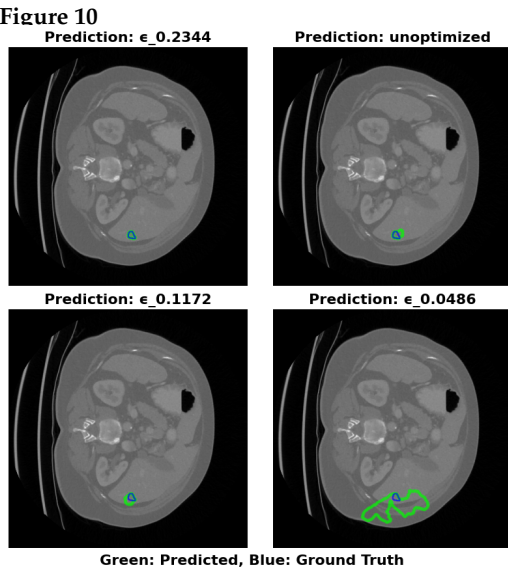 Figure 10
Prediction: ϵ_0.2344
Prediction: unoptimized
Prediction: ϵ_0.1172
Prediction: ϵ_0.0486
Green: Predicted, Blue: Ground Truth